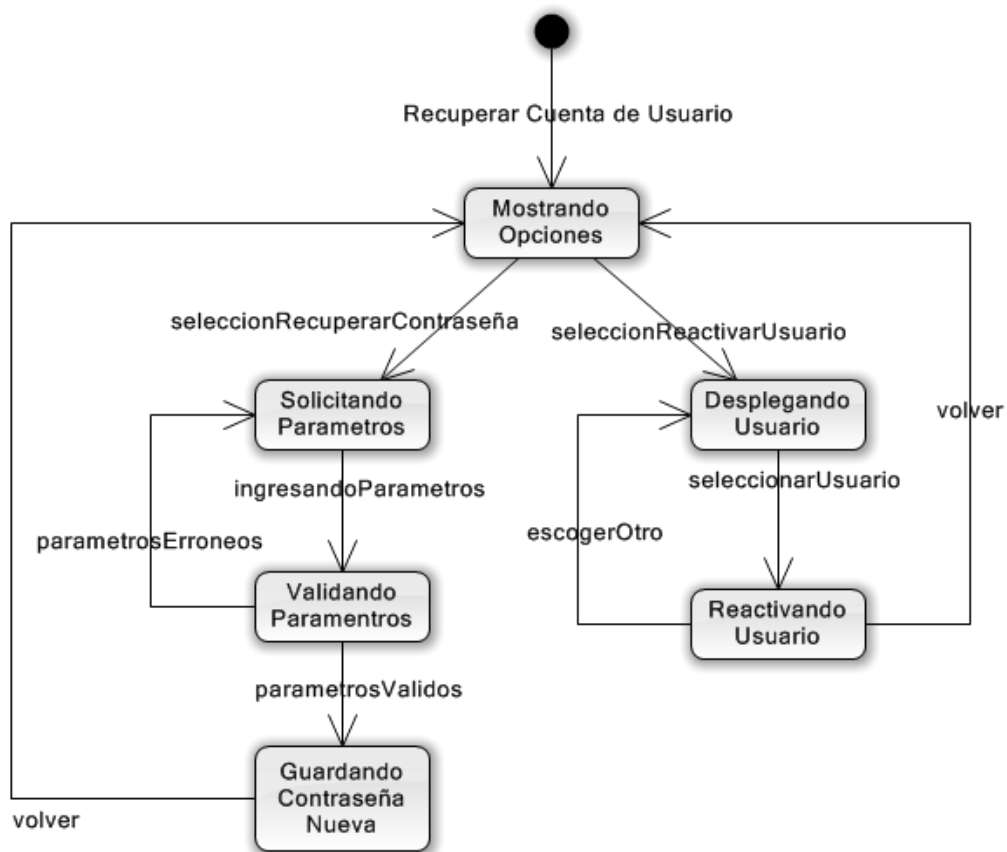 Recuperar Cuenta de Usuario
Mostrando
Opciones
seleccionRecuperarContraseña
seleccionReactivarUsuario
Solicitando
Parametros
Desplegando
Usuario
volver
ingresandoParametros
seleccionarUsuario
parametrosErroneos
escogerOtro
Validando
Paramentros
Reactivando
Usuario
parametrosValidos
Guardando
Contraseña
Nueva
volver